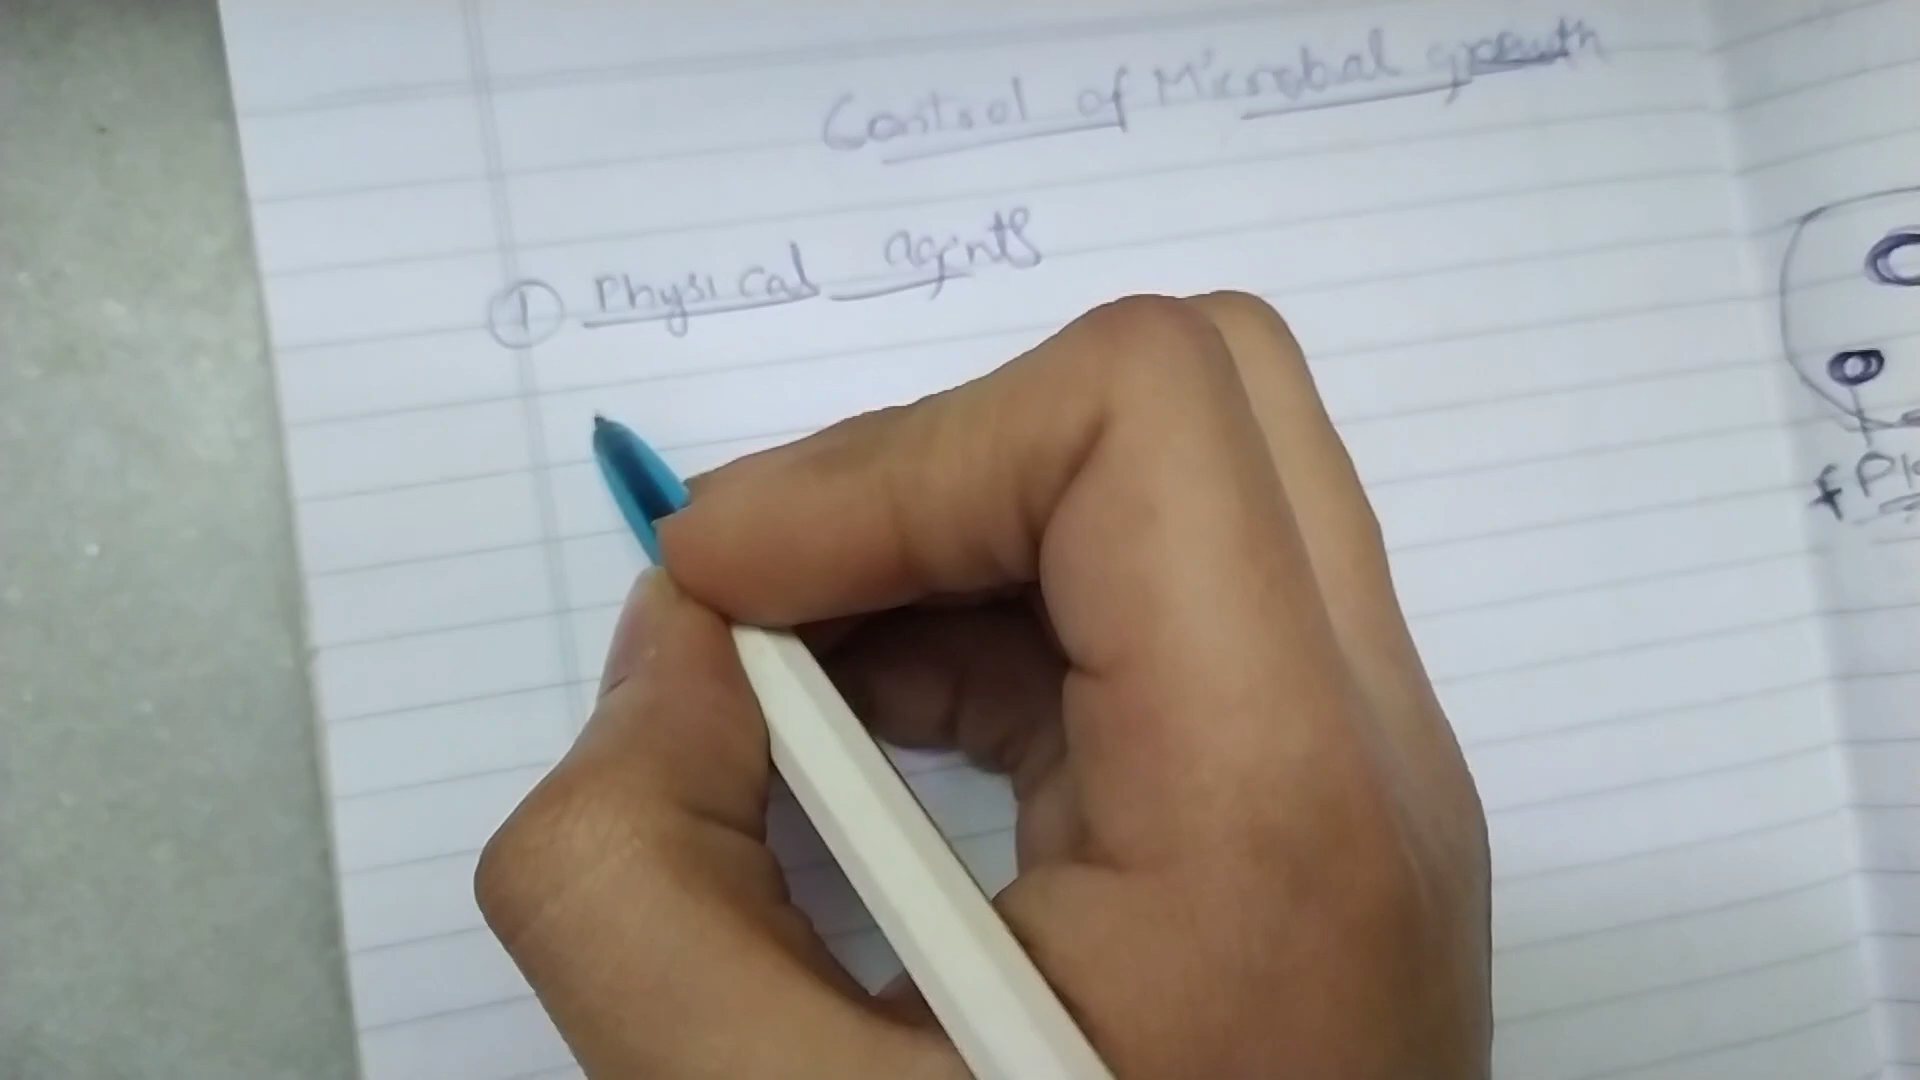 Control of Microbial growth
① Physical agents